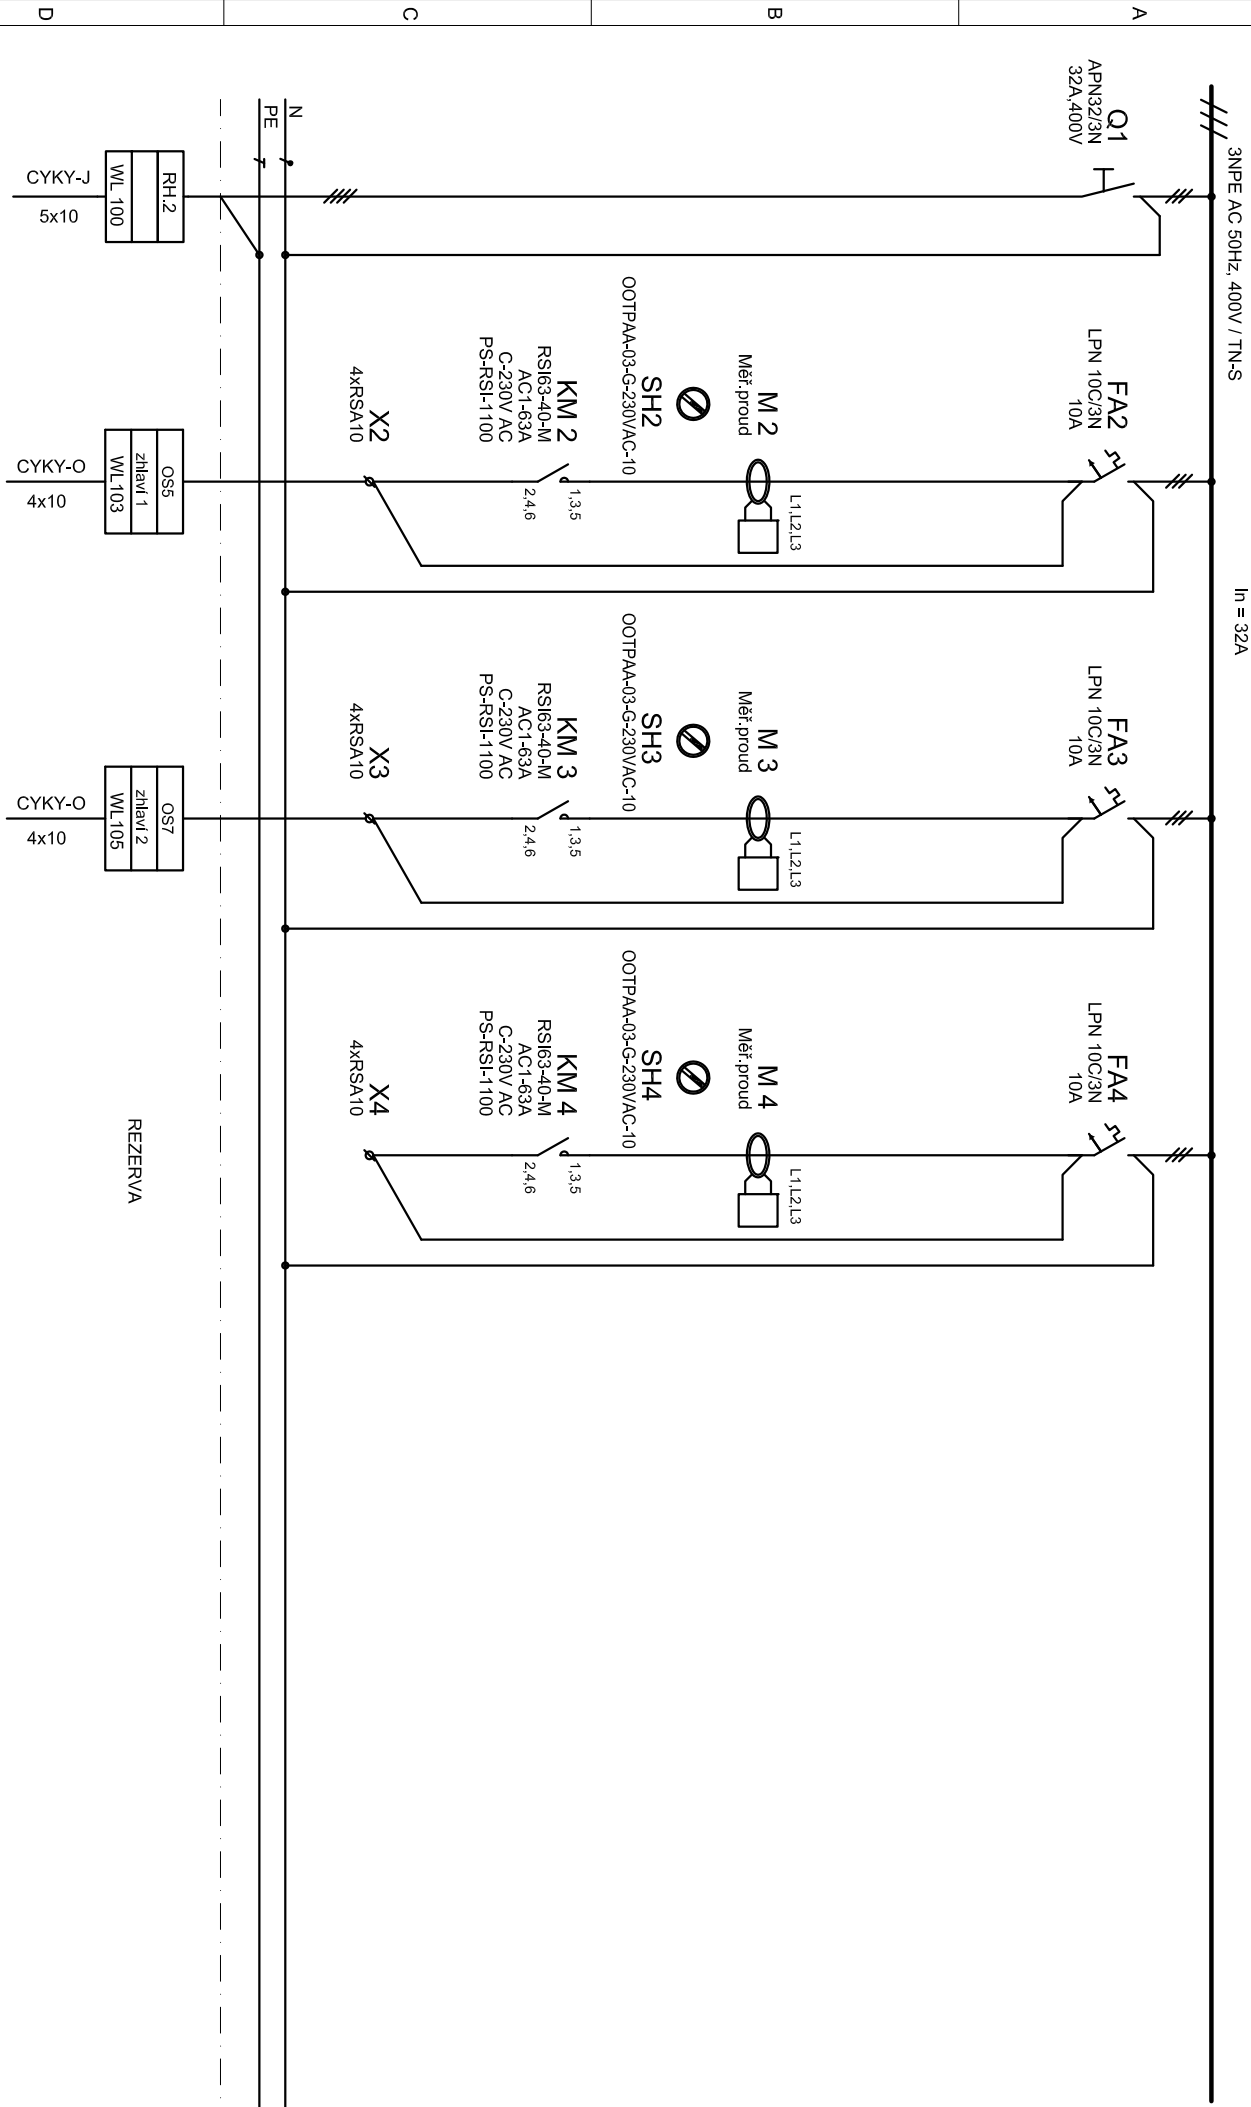 A
B
C
D
3NPE AC 50Hz, 400V / TN-S
In = 32A
Q1
APN32/3N
32A,400V
N
PE
RH.2
WL 100
CYKY-J
5x10
FA2
LPN 10C/3N
10A
L1,L2,L3
M 2
Měř.proud
SH2
OOTPAA-03-G-230VAC-10
KM 2
RSI63-40-M
AC1-63A
C-230V AC
PS-RSI-1100
1,3,5
2,4,6
X2
4xRSA10
OS5
zhlaví 1
WL103
CYKY-O
4x10
FA3
LPN 10C/3N
10A
L1,L2,L3
M 3
Měř.proud
SH3
OOTPAA-03-G-230VAC-10
KM 3
RSI63-40-M
AC1-63A
C-230V AC
PS-RSI-1100
1,3,5
2,4,6
X3
4xRSA10
OS7
zhlaví 2
WL105
CYKY-O
4x10
FA4
LPN 10C/3N
10A
L1,L2,L3
M 4
Měř.proud
SH4
OOTPAA-03-G-230VAC-10
KM 4
RSI63-40-M
AC1-63A
C-230V AC
PS-RSI-1100
1,3,5
2,4,6
X4
4xRSA10
REZERVA